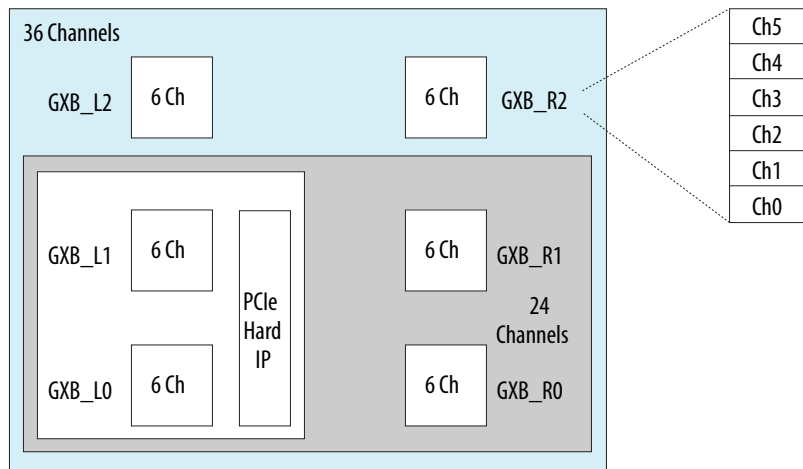 36 Channels
GXB_L2
6 Ch
6 Ch
GXB_R2
Ch5
Ch4
Ch3
Ch2
Ch1
Ch0
GXB_L1
6 Ch
PCIe
Hard
IP
6 Ch
GXB_R1
24
Channels
GXB_L0
6 Ch
6 Ch
GXB_R0